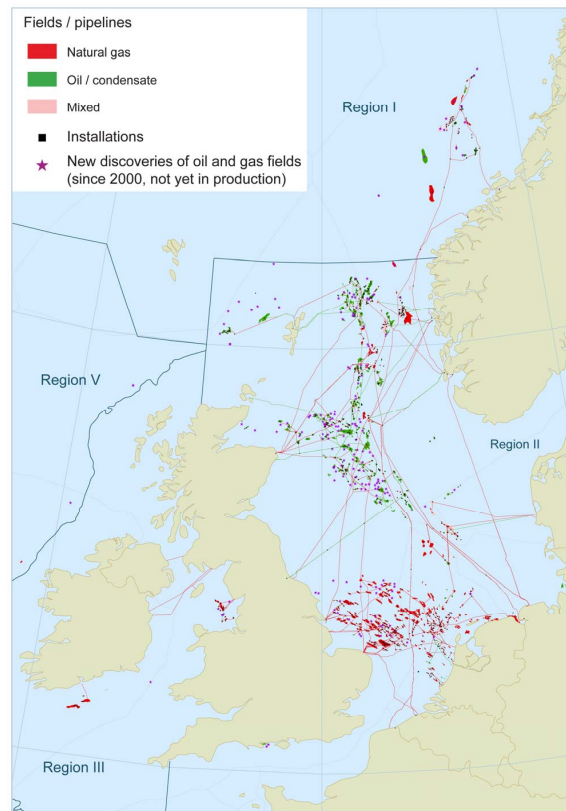 Fields / pipelines
Natural gas
Oil / condensate
Mixed
Installations
New discoveries of oil and gas fields
(since 2000, not yet in production)
Region I
Region V
Region II
Region III